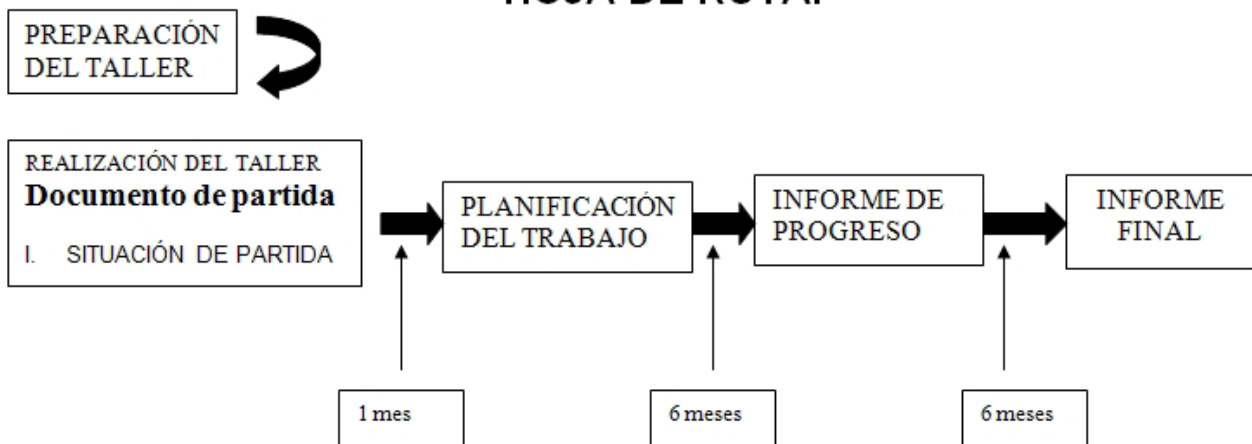 HOJA DE RUTAP
PREPARACIÓN
DEL TALLER
REALIZACIÓN DEL TALLER
Documento de partida
I. SITUACIÓN DE PARTIDA
PLANIFICACIÓN
DEL TRABAJO
INFORME DE
PROGRESO
INFORME
FINAL
1 mes
6 meses
6 meses